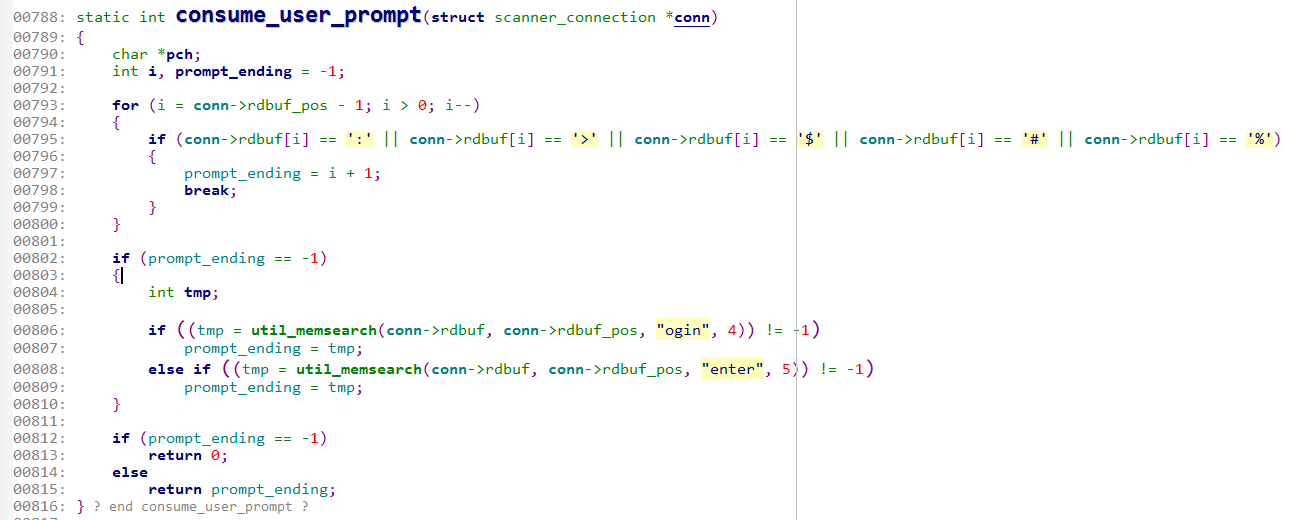 00788: static int consume_user_prompt(struct scanner_connection *conn)
00789: {
00790:     char *pch;
00791:     int i, prompt_ending = -1;
00792:
00793:     for (i = conn->rdbuf_pos - 1; i > 0; i--)
00794:     {
00795:         if (conn->rdbuf[i] == ':' || conn->rdbuf[i] == '>' || conn->rdbuf[i] == '$' || conn->rdbuf[i] == '#' || conn->rdbuf[i] == '%')
00796:         {
00797:             prompt_ending = i + 1;
00798:             break;
00799:         }
00800:     }
00801:
00802:     if (prompt_ending == -1)
00803:     {
00804:         int tmp;
00805:
00806:         if ((tmp = util_memsearch(conn->rdbuf, conn->rdbuf_pos, "ogin", 4)) != -1)
00807:             prompt_ending = tmp;
00808:         else if ((tmp = util_memsearch(conn->rdbuf, conn->rdbuf_pos, "enter", 5)) != -1)
00809:             prompt_ending = tmp;
00810:     }
00811:
00812:     if (prompt_ending == -1)
00813:         return 0;
00814:     else
00815:         return prompt_ending;
00816: } ? end consume_user_prompt ?